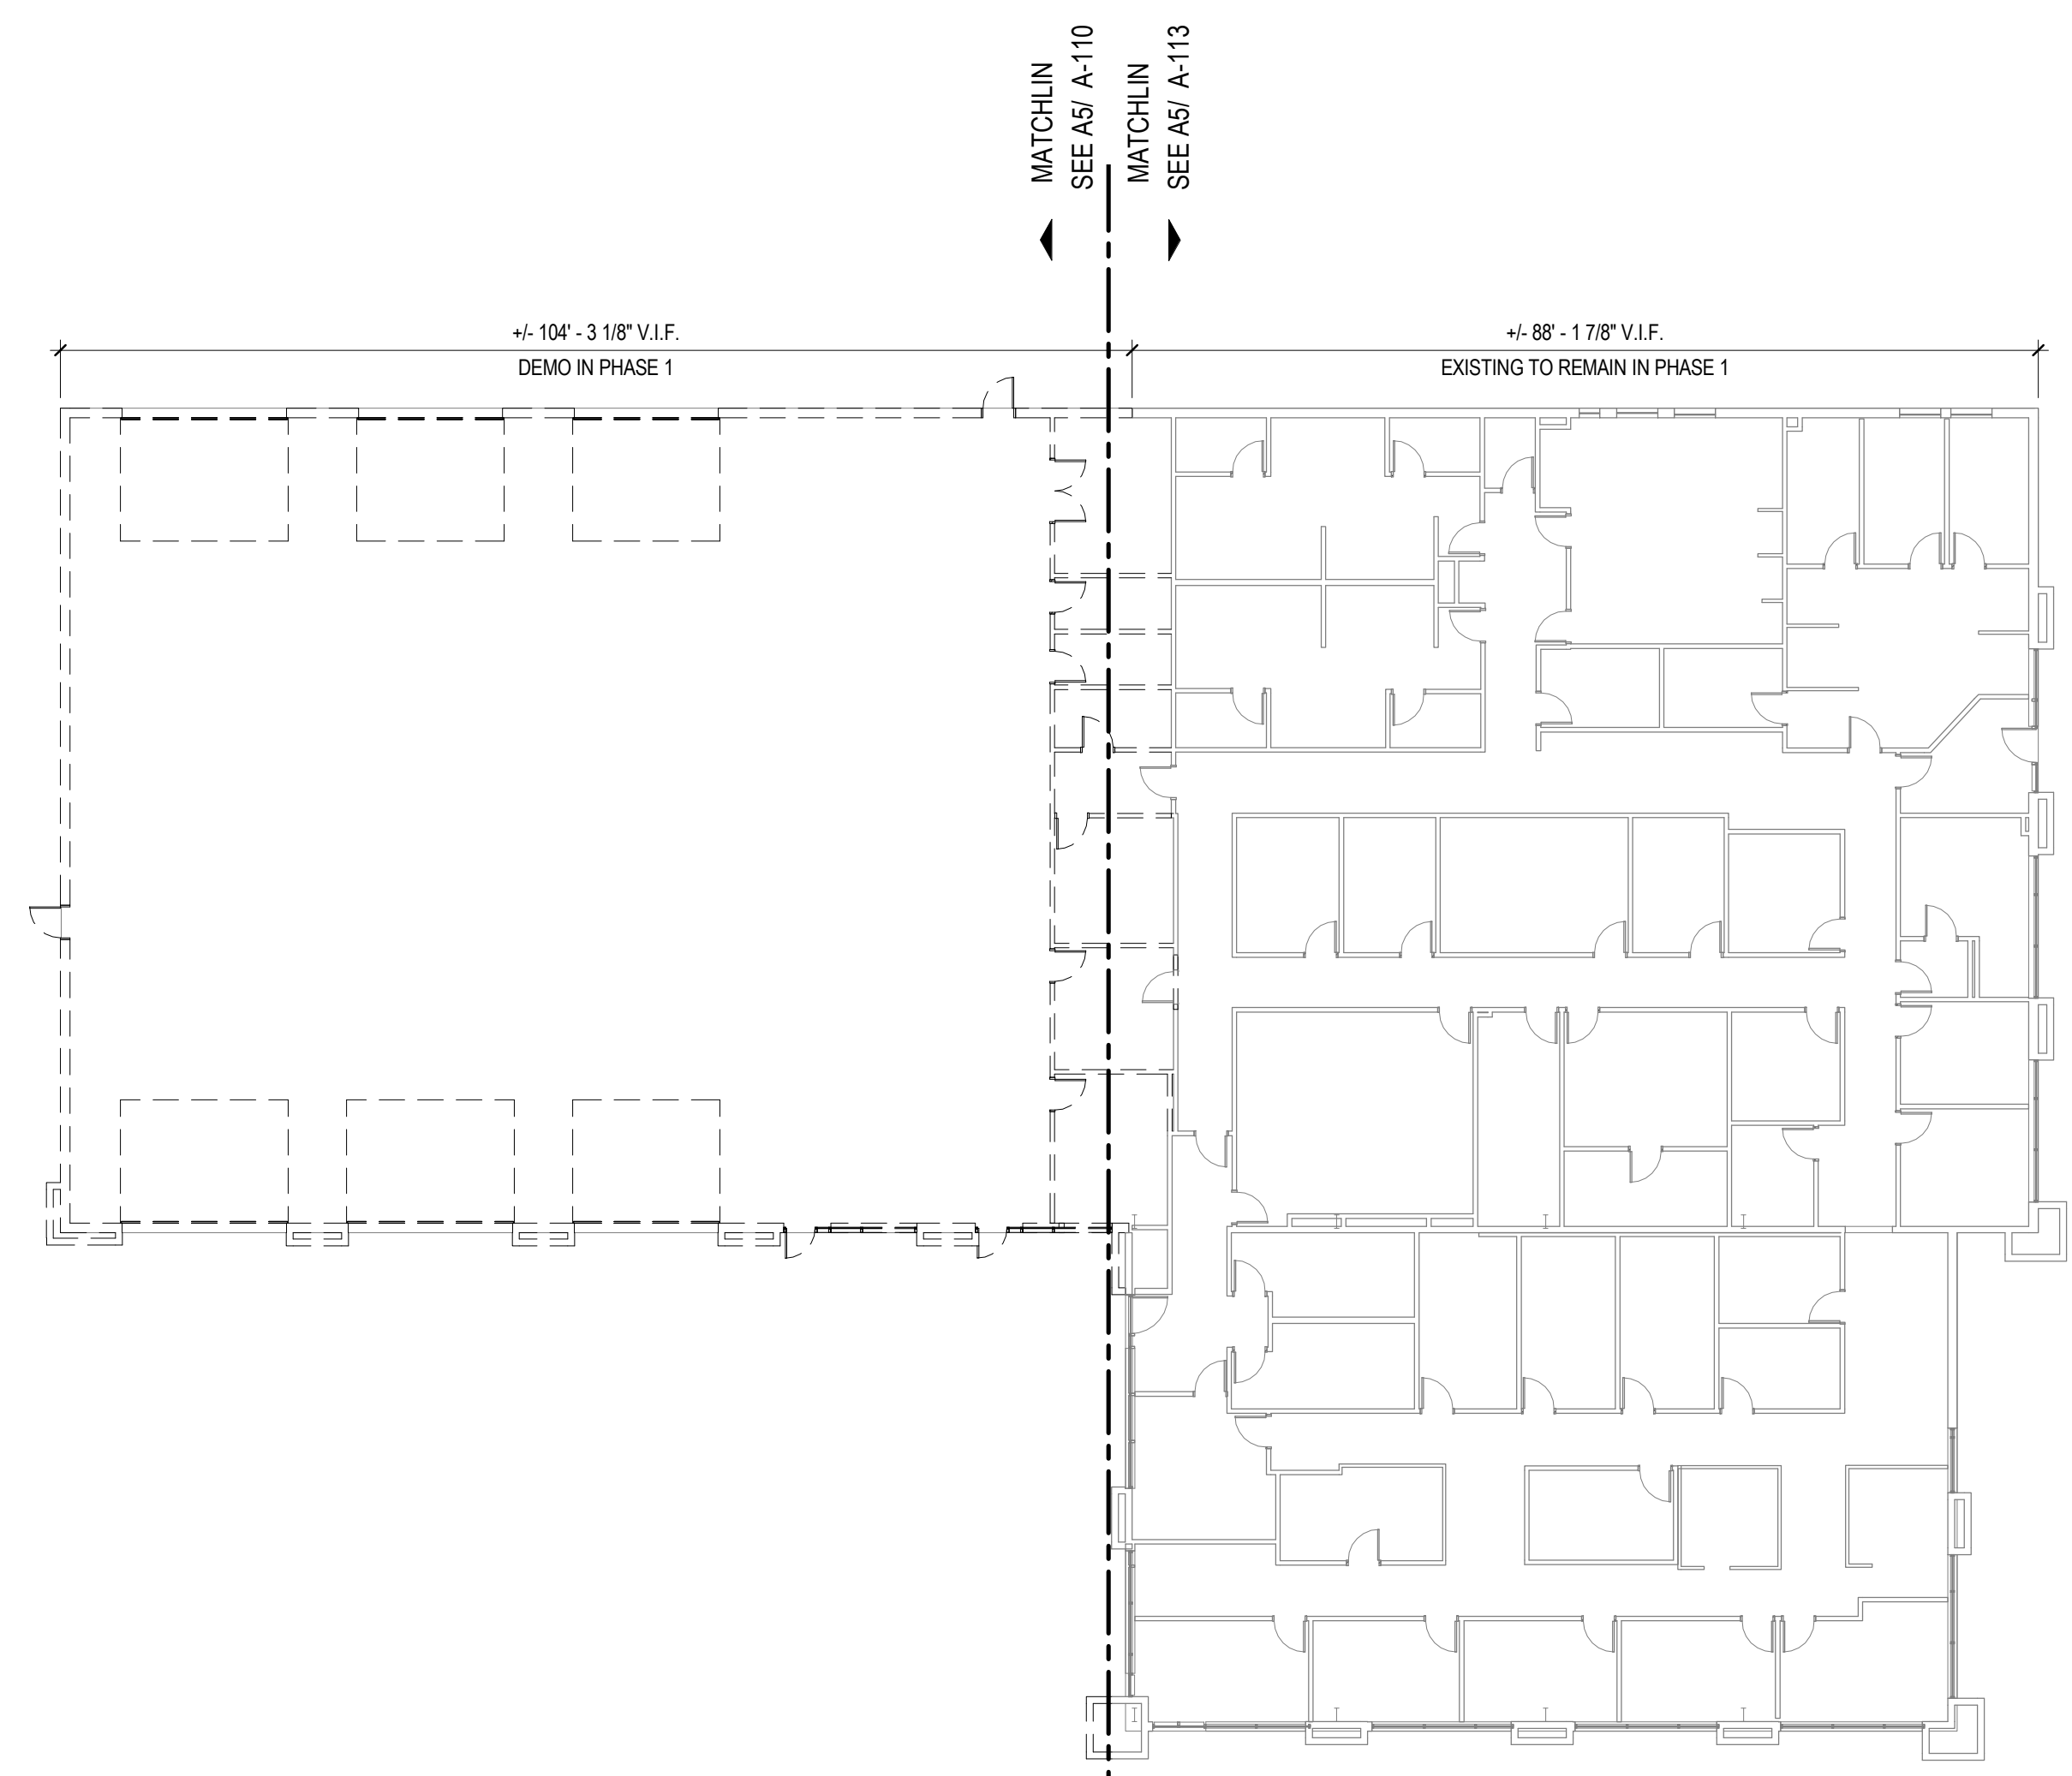 MATCHLIN
SEE A5/ A-110
MATCHLIN
SEE A5/ A-113
+/- 104' - 3 1/8" V.I.F.
DEMO IN PHASE 1
+/- 88' - 1 7/8" V.I.F.
EXISTING TO REMAIN IN PHASE 1